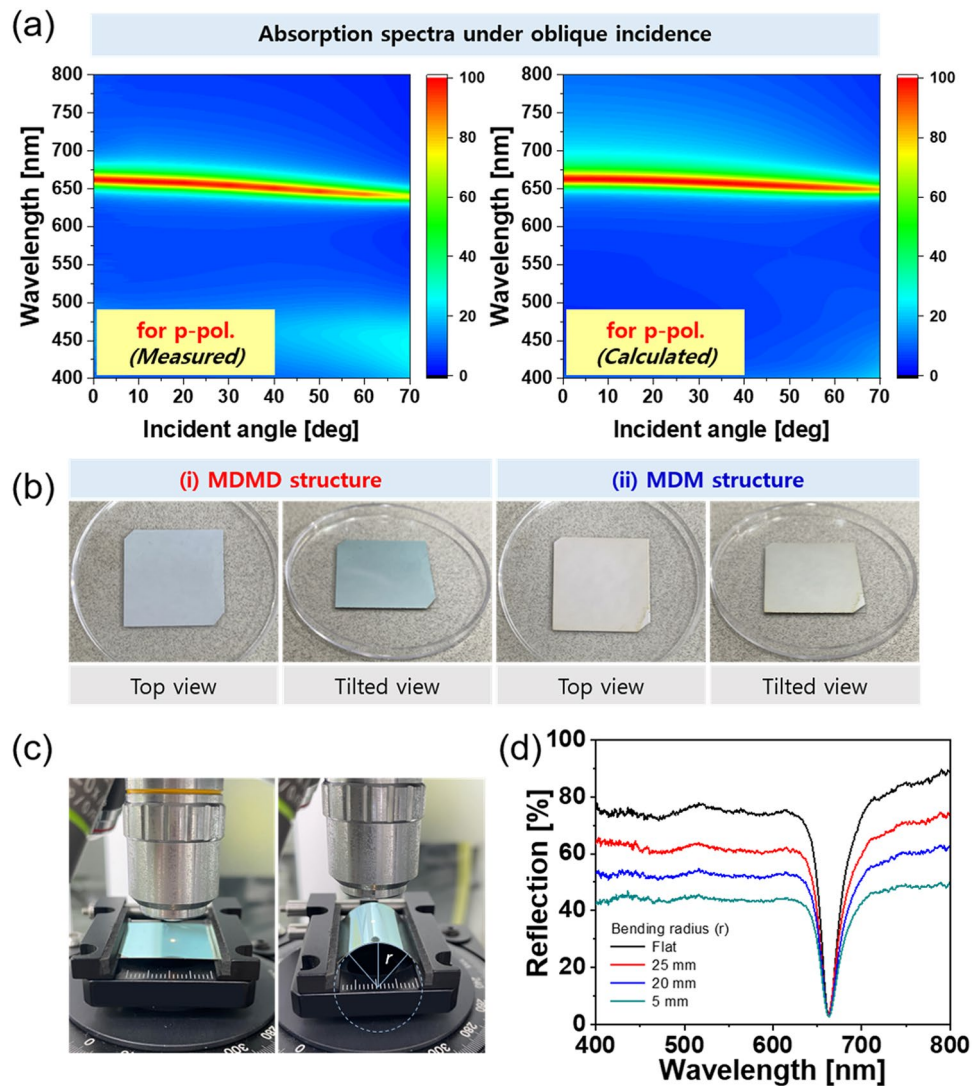 (a)
Absorption spectra under oblique incidence
800
750
700
650
600
550
500
450
400
Wavelength [nm]
for p-pol.
(Measured)
0 10 20 30 40 50 60 70
Incident angle [deg]
100
80
60
40
20
0
800
750
700
650
600
550
500
450
400
Wavelength [nm]
for p-pol.
(Calculated)
0 10 20 30 40 50 60 70
Incident angle [deg]
100
80
60
40
20
0
(b)
(i) MDMD structure
(ii) MDM structure
Top view
Tilted view
Top view
Tilted view
(c)
r
300
280
300
(d)
100
80
60
40
20
0
Reflection [%]
Bending radius (r)
Flat
25 mm
20 mm
5 mm
400 500 600 700 800
Wavelength [nm]